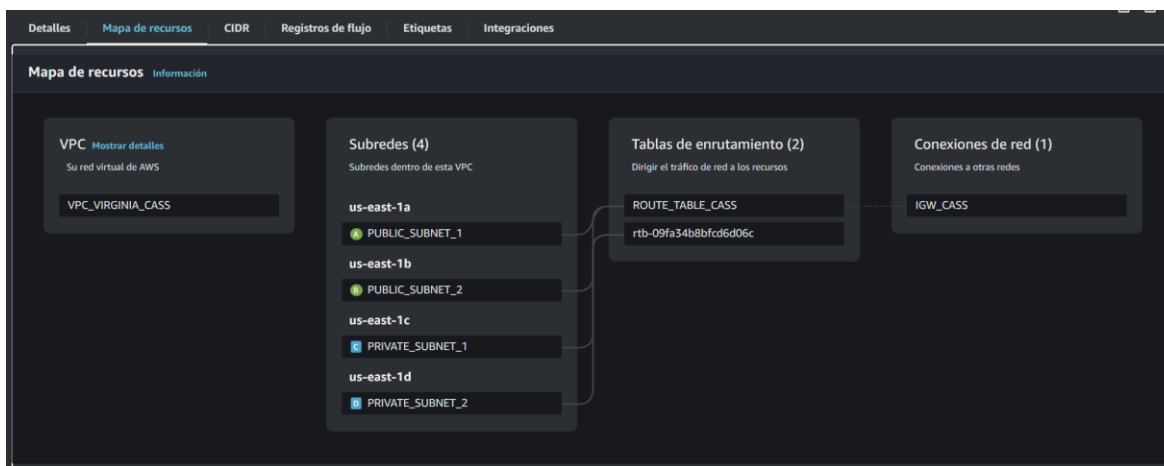 Detalles
Mapa de recursos
CIDR
Registros de flujo
Etiquetas
Integraciones
Mapa de recursos Información
VPC Mostrar detalles
Su red virtual de AWS
VPC_VIRGINIA_CASS
Subredes (4)
Subredes dentro de esta VPC
us-east-1a
A PUBLIC_SUBNET_1
us-east-1b
B PUBLIC_SUBNET_2
us-east-1c
C PRIVATE_SUBNET_1
us-east-1d
D PRIVATE_SUBNET_2
Tablas de enrutamiento (2)
Dirigir el tráfico de red a los recursos
ROUTE_TABLE_CASS
rtb-09fa34b8bfcd6d06c
Conexiones de red (1)
Conexiones a otras redes
IGW_CASS